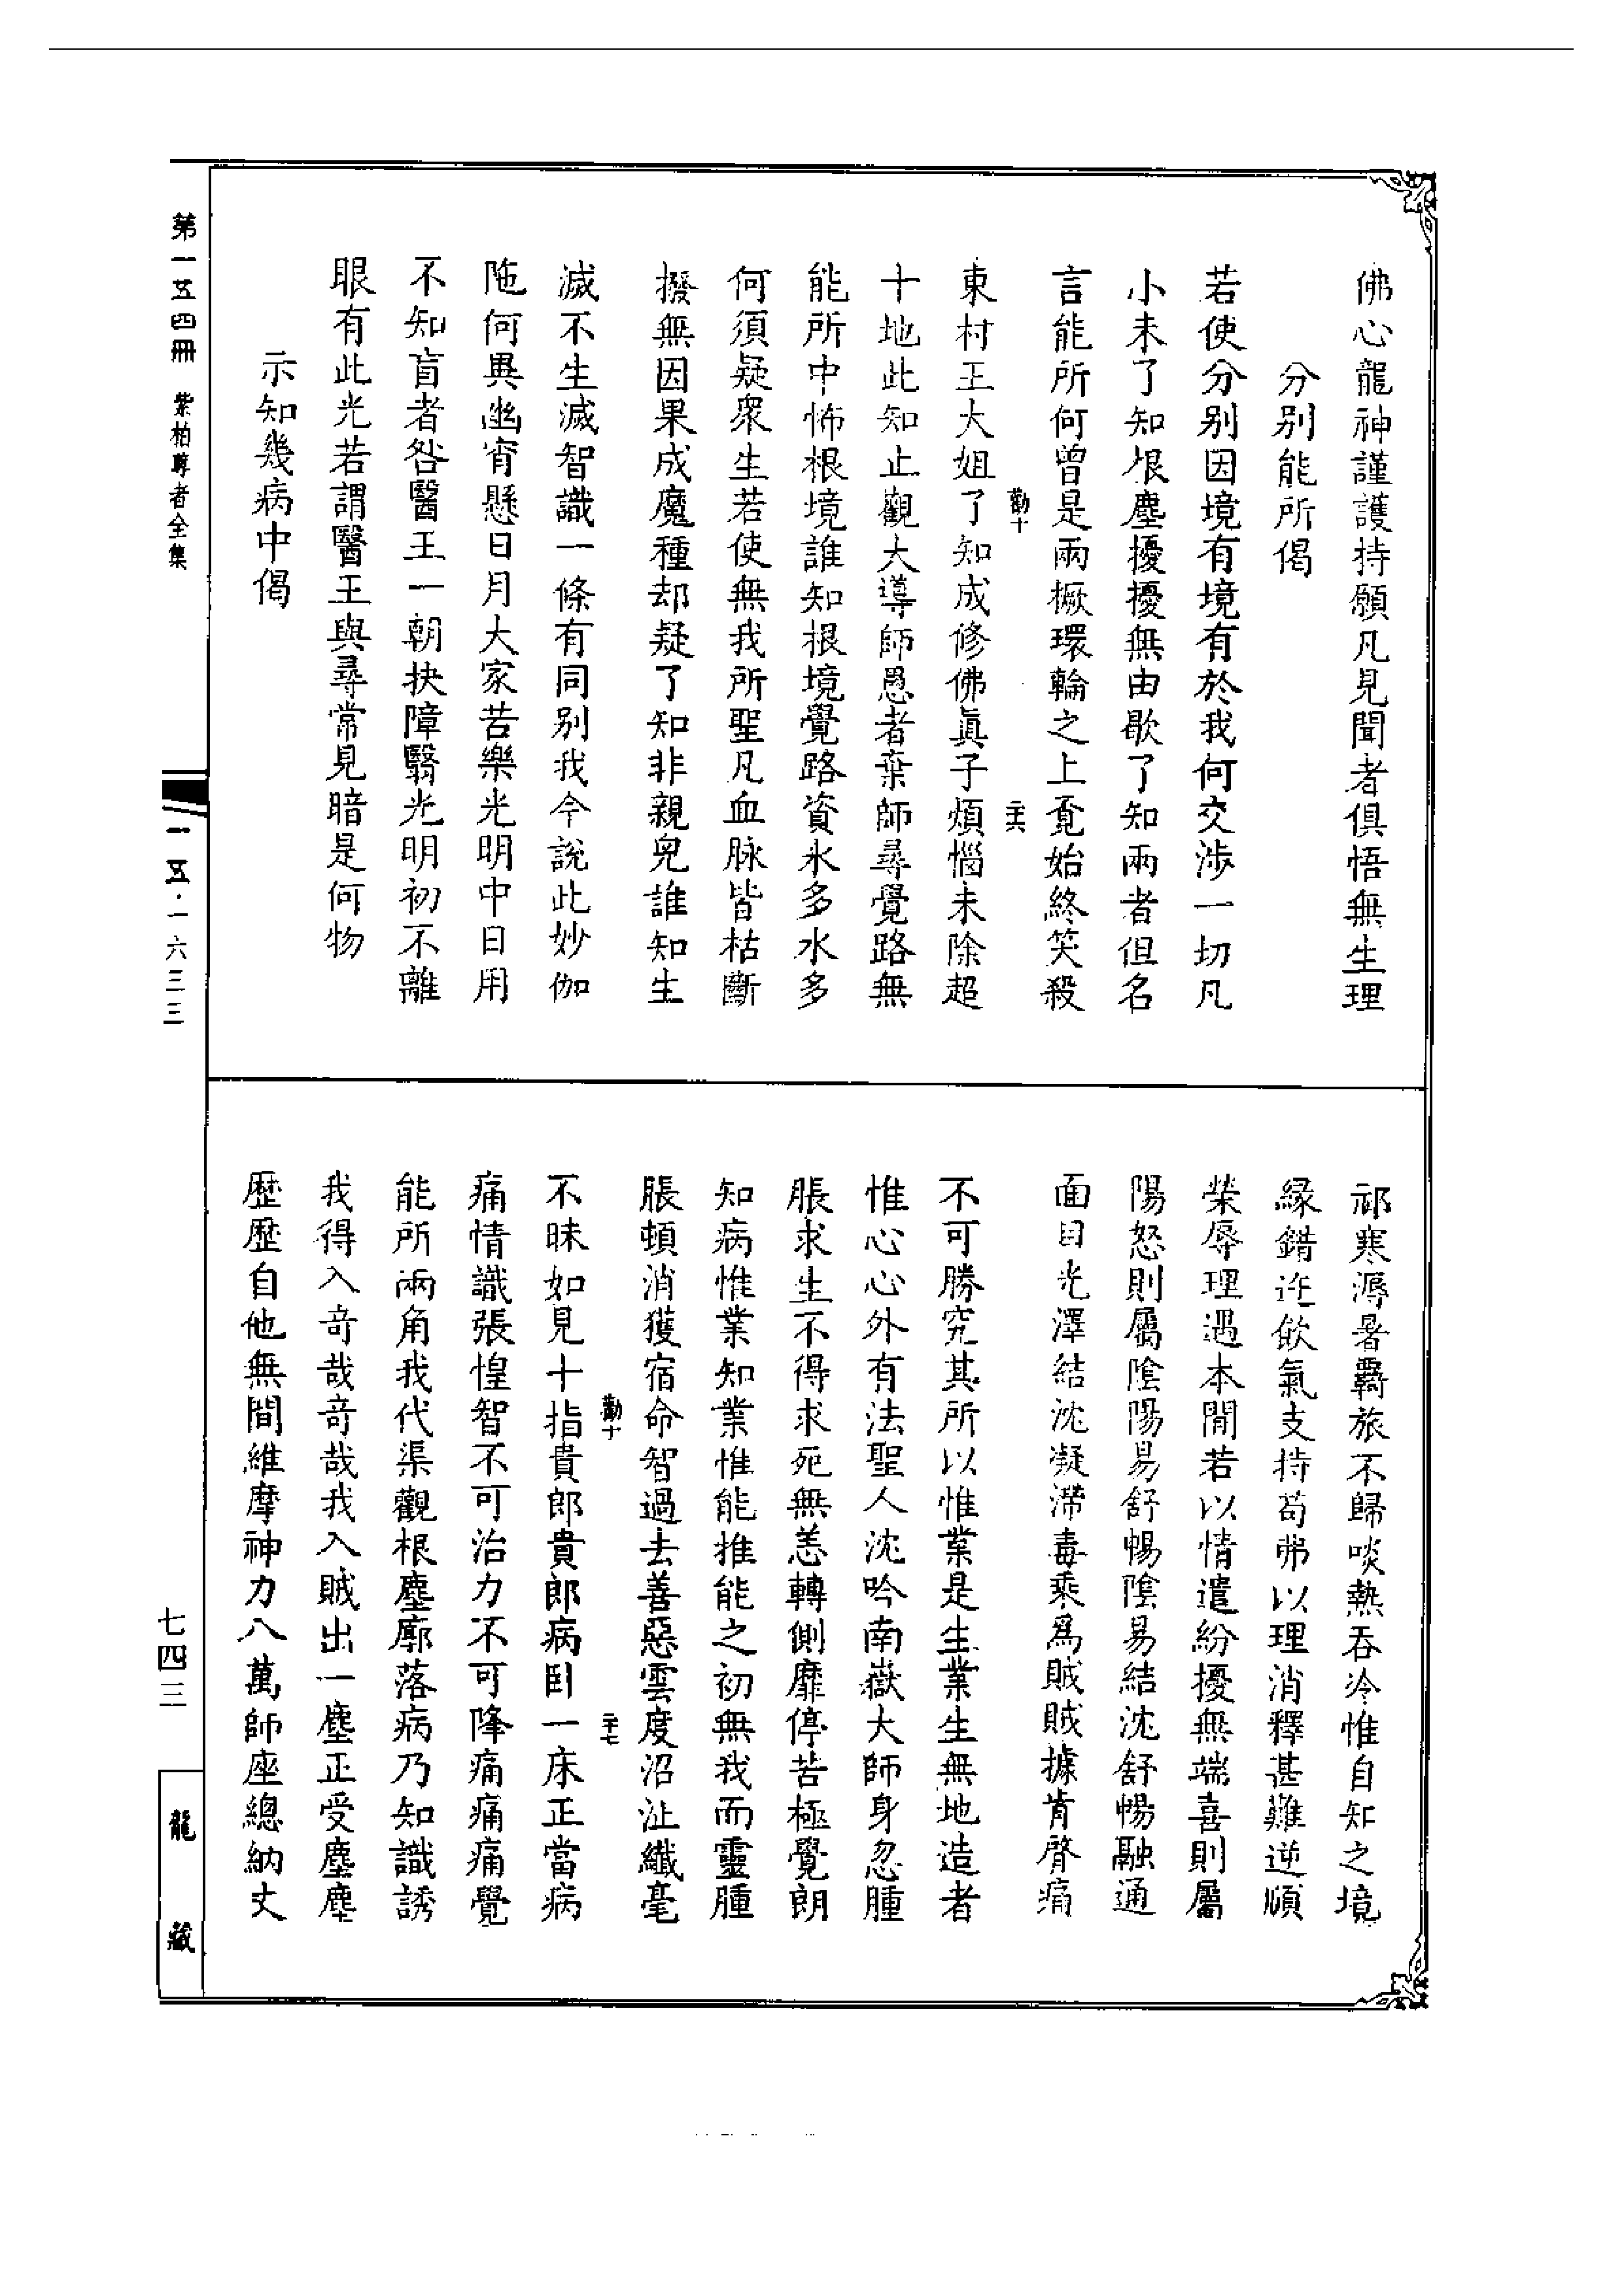 佛心龍神謹護持願凡見聞者俱悟無生理
分別能所偈
若使分別因境有境有於我何交涉一切凡
小未了知根塵擾擾無由歇了知兩者但名
言能所何曾是兩橛環輪之上覔始終笑殺
勸十
二十六
東村王大姐了知成修佛眞子煩惱未除超
十地此知止觀大導師愚者棄師尋覺路無
能所中怖根境誰知根境覺路資氷多水多
何須疑衆生若使無我所聖凡血脉皆枯斷
撥無因果成魔種却疑了知非親兒誰知生
滅不生滅智識一條有同別我今說此妙伽
陁何異幽宵懸日月大家苦樂光明中日用
不知盲者咎醫王一朝抉障翳光明初不離
眼有此光若謂醫王與尋常見暗是何物
示知幾病中偈
祁寒溽暑羇旅不歸啖熱吞冷惟自知之境
緣錯迕飲氣支持苟弗以理消釋甚難逆順
榮辱理遇本閒若以情遣紛擾無端喜則屬
陽怒則屬陰陽易舒暢陰易結沈舒暢融通
面目光澤結沈凝滯毒乘爲賊賊據肯膂痛
不可勝究其所以惟業是生業生無地造者
惟心心外有法聖人沈吟南嶽大師身忽腫
脹求生不得求死無恙轉側靡停苦極覺朗
知病惟業知業惟能推能之初無我而靈腫
脹頓消獲宿命智過去善惡雲度沼沚纖毫
勸十
二十七
不昧如見十指貴郎貴郎病臥一床正當病
痛情識張惶智不可治力不可降痛痛痛覺
能所兩角我代渠觀根塵廓落病乃知識誘
我得入竒哉竒哉我入賊出一塵正受塵塵
歷歷自他無間維摩神力八萬師座總納丈
第一五四冊　紫柏尊者全集
一五·一六三三
七四三
龍藏